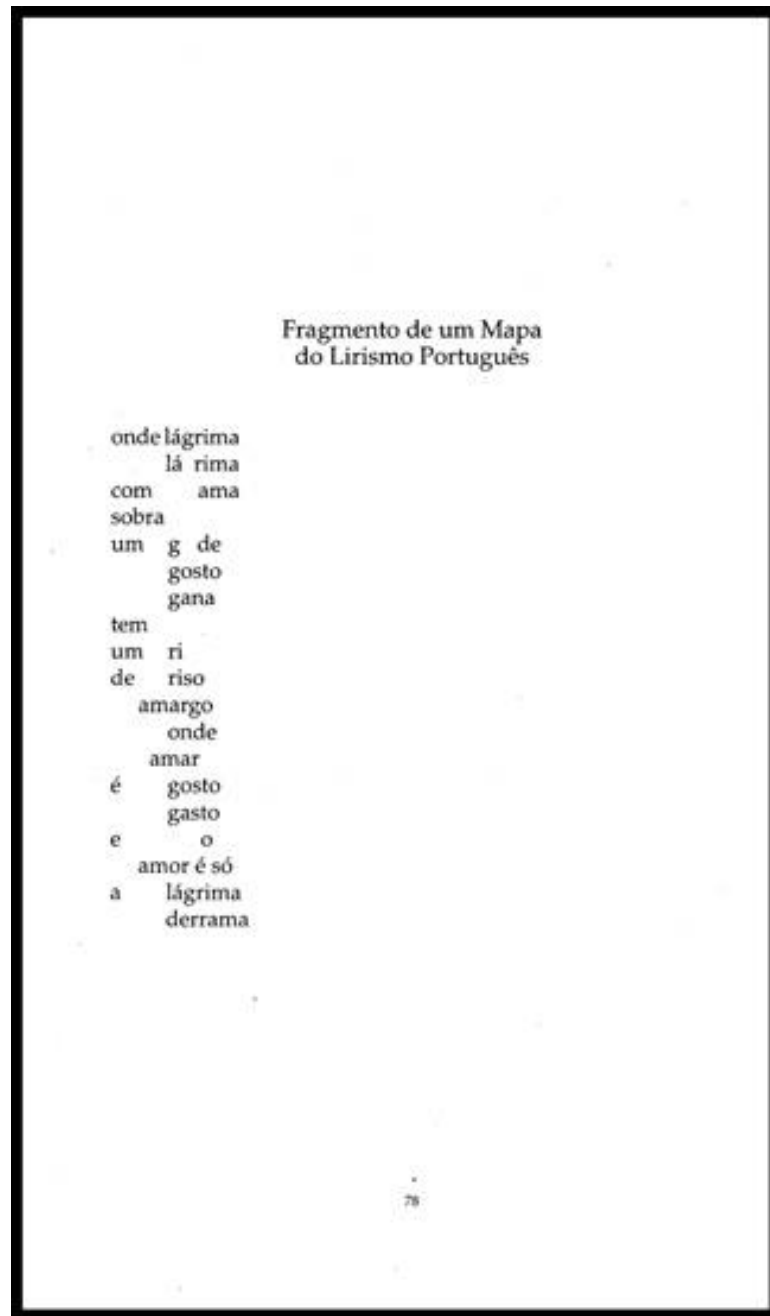 Fragmento de um Mapa
do Lirismo Português
onde lágrima
lá rima
com ama
sobra
um g de
gosto
gana
tem
um ri
de riso
amargo
onde
amar
é gosto
gasto
e o
amor é só
a lágrima
derrama
78